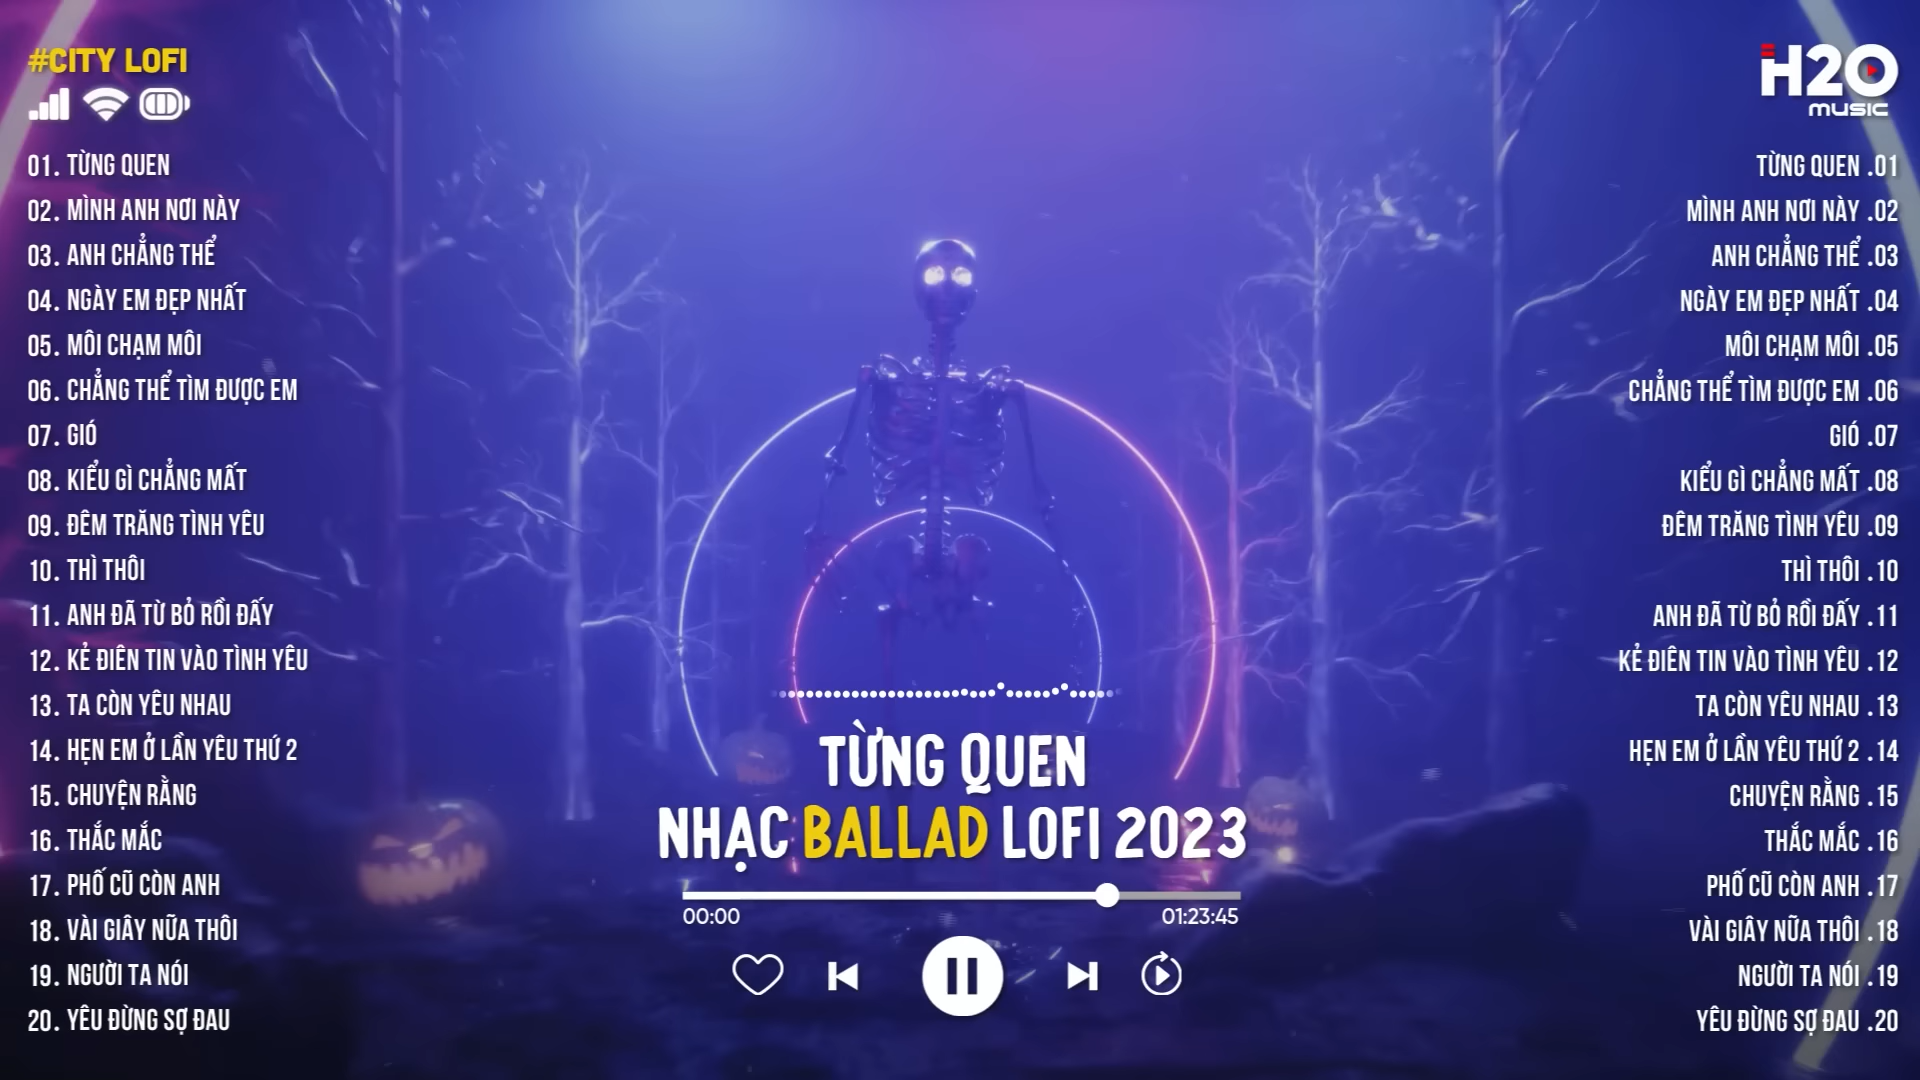 #CITY LOFI
H2O
MUSIC
01. TỪNG QUEN
02. MÌNH ANH NƠI NÀY
03. ANH CHẲNG THỂ
04. NGÀY EM ĐẸP NHẤT
05. MÔI CHẠM MÔI
06. CHẲNG THỂ TÌM ĐƯỢC EM
07. GIÓ
08. KIỂU GÌ CHẲNG MẤT
09. ĐÊM TRĂNG TÌNH YÊU
10. THÌ THÔI
11. ANH ĐÃ TỪ BỎ RỒI ĐẤY
12. KẺ ĐIÊN TIN VÀO TÌNH YÊU
13. TA CÒN YÊU NHAU
14. HẸN EM Ở LẦN YÊU THỨ 2
15. CHUYỆN RẰNG
16. THẮC MẮC
17. PHỐ CŨ CÒN ANH
18. VÀI GIÂY NỮA THÔI
19. NGƯỜI TA NÓI
20. YÊU ĐỪNG SỢ ĐAU
TỪNG QUEN
NHẠC BALLAD LOFI 2023
00:00
01:23:45
TỪNG QUEN .01
MÌNH ANH NƠI NÀY .02
ANH CHẲNG THỂ .03
NGÀY EM ĐẸP NHẤT .04
MÔI CHẠM MÔI .05
CHẲNG THỂ TÌM ĐƯỢC EM .06
GIÓ .07
KIỂU GÌ CHẲNG MẤT .08
ĐÊM TRĂNG TÌNH YÊU .09
THÌ THÔI .10
ANH ĐÃ TỪ BỎ RỒI ĐẤY .11
KẺ ĐIÊN TIN VÀO TÌNH YÊU .12
TA CÒN YÊU NHAU .13
HẸN EM Ở LẦN YÊU THỨ 2 .14
CHUYỆN RẰNG .15
THẮC MẮC .16
PHỐ CŨ CÒN ANH .17
VÀI GIÂY NỮA THÔI .18
NGƯỜI TA NÓI .19
YÊU ĐỪNG SỢ ĐAU .20